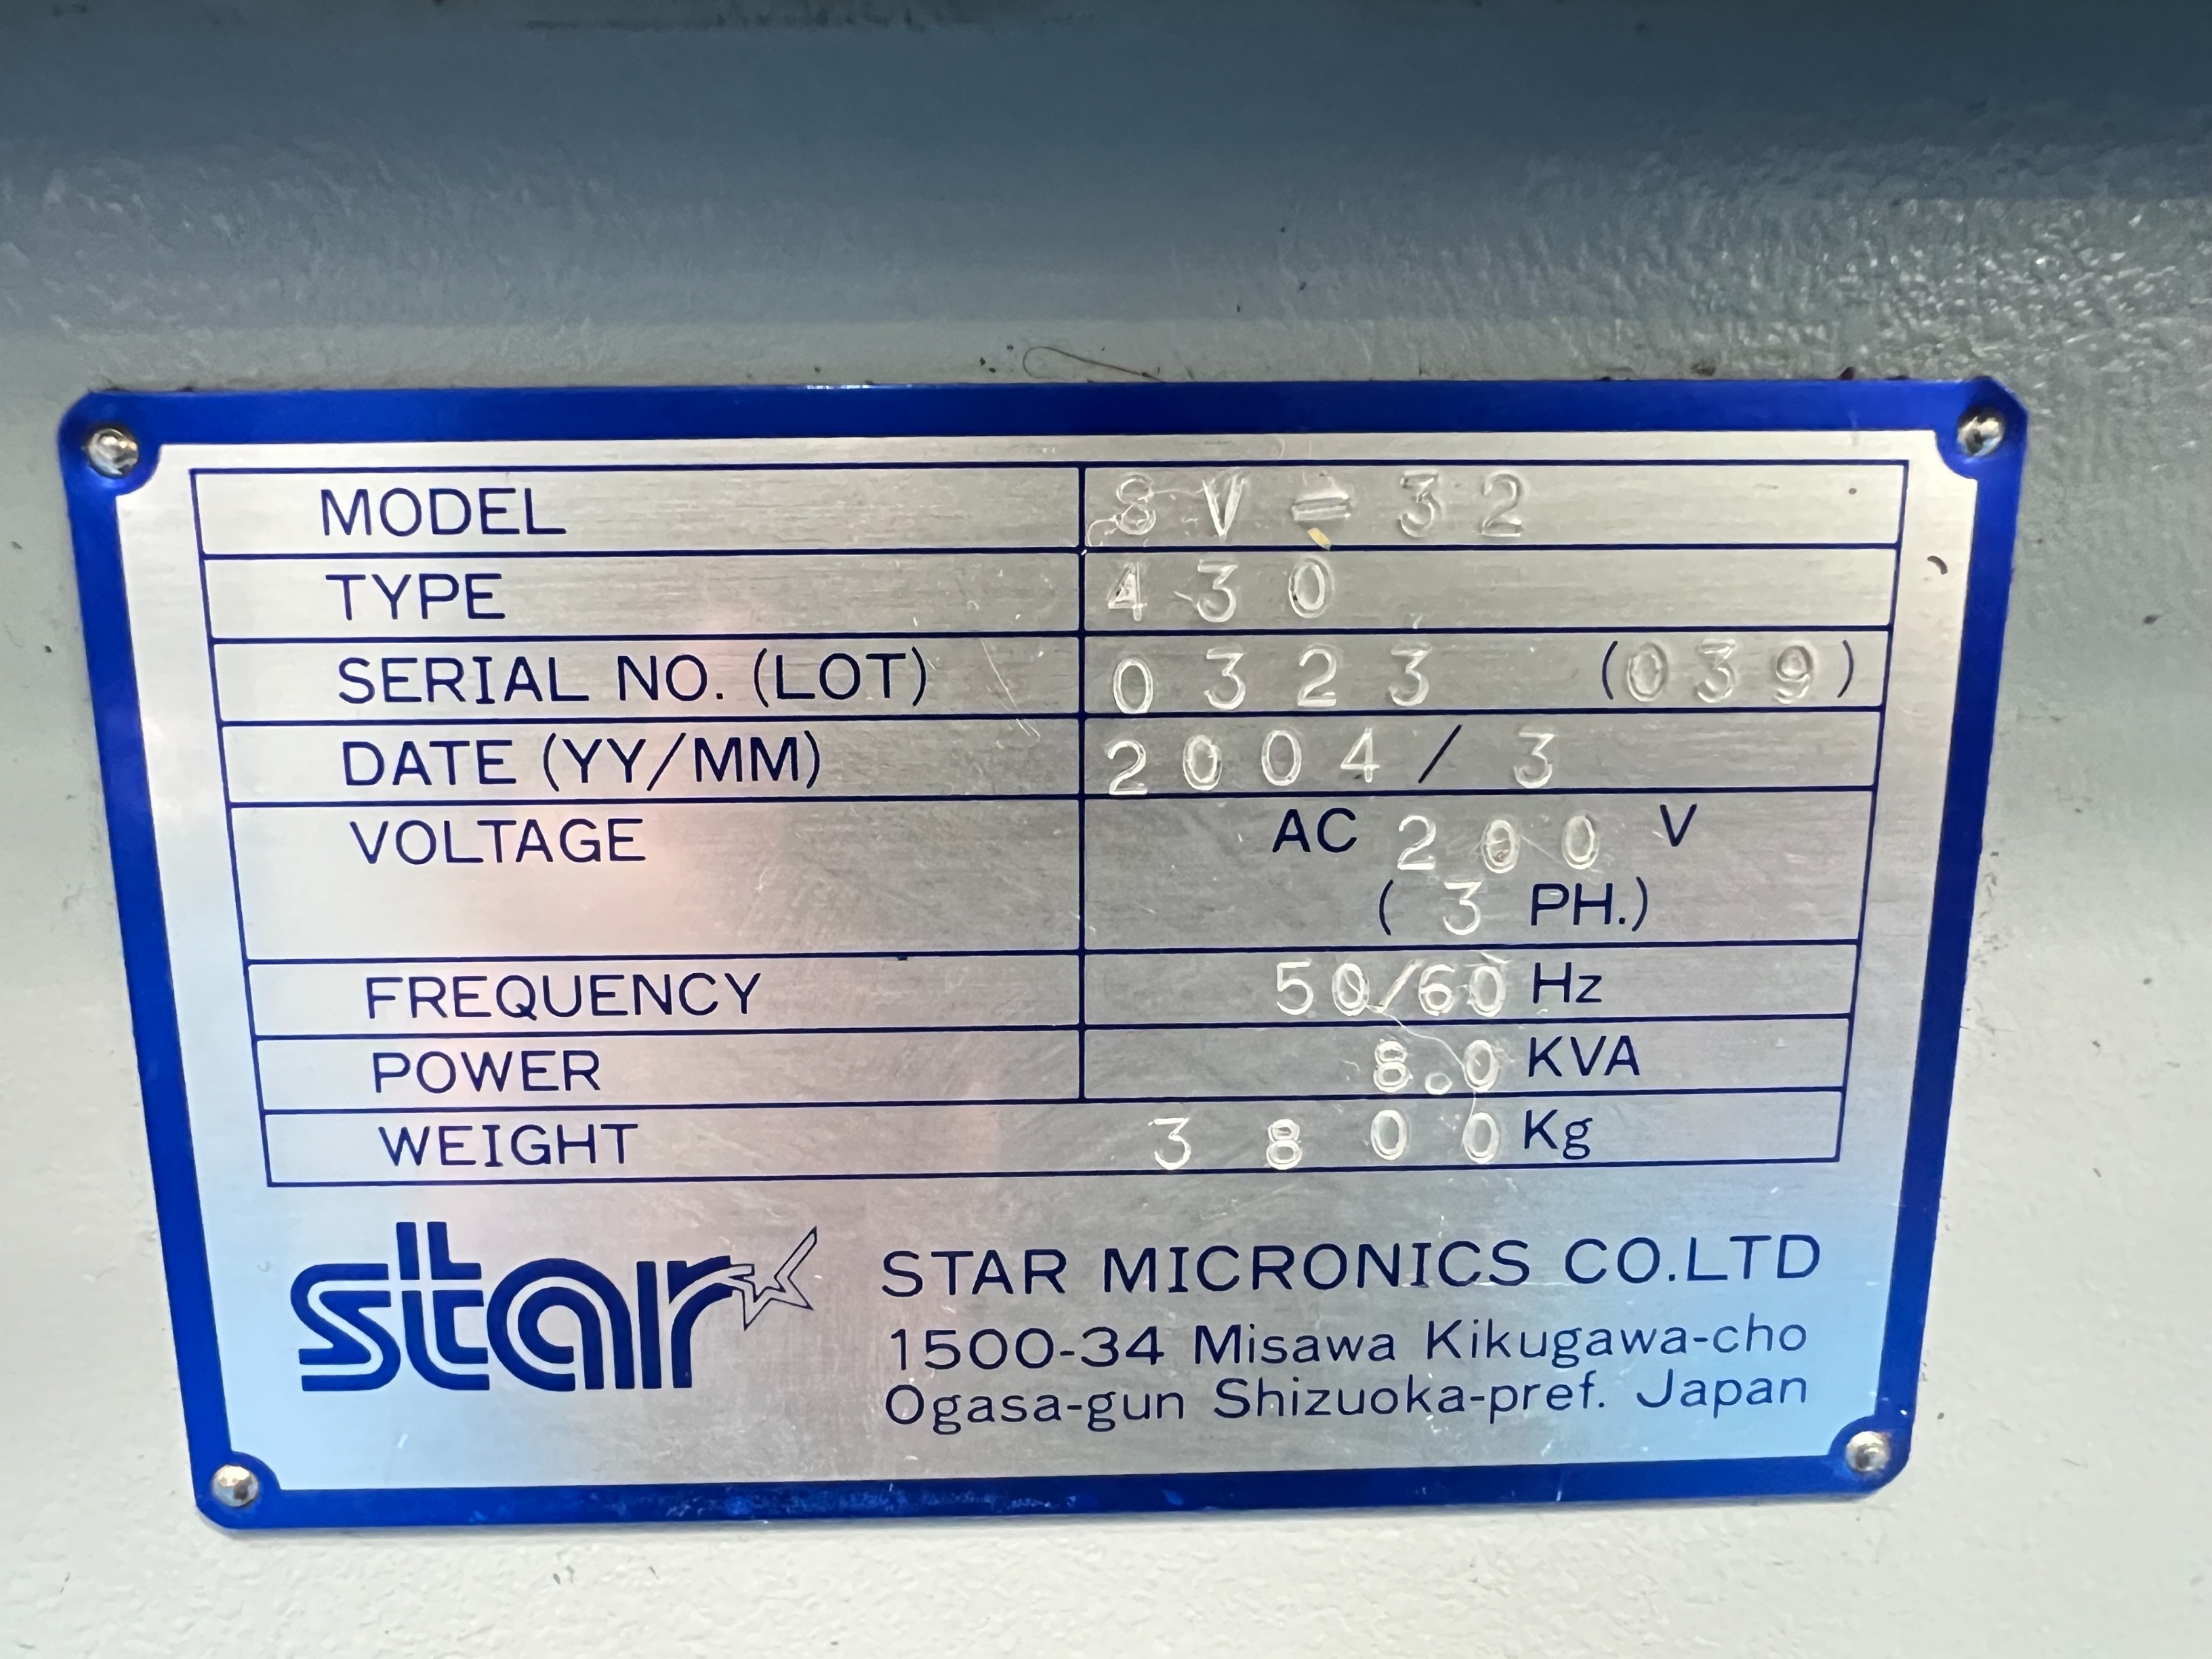 MODEL 8V-32
TYPE 430
SERIAL NO. (LOT) 0323 (039)
DATE (YY/MM) 2004/3
VOLTAGE AC 200 V
(3 PH.)
FREQUENCY 50/60 Hz
POWER 8.0 KVA
WEIGHT 3800 Kg
star
STAR MICRONICS CO.LTD
1500-34 Misawa Kikugawa-cho
Ogasa-gun Shizuoka-pref. Japan